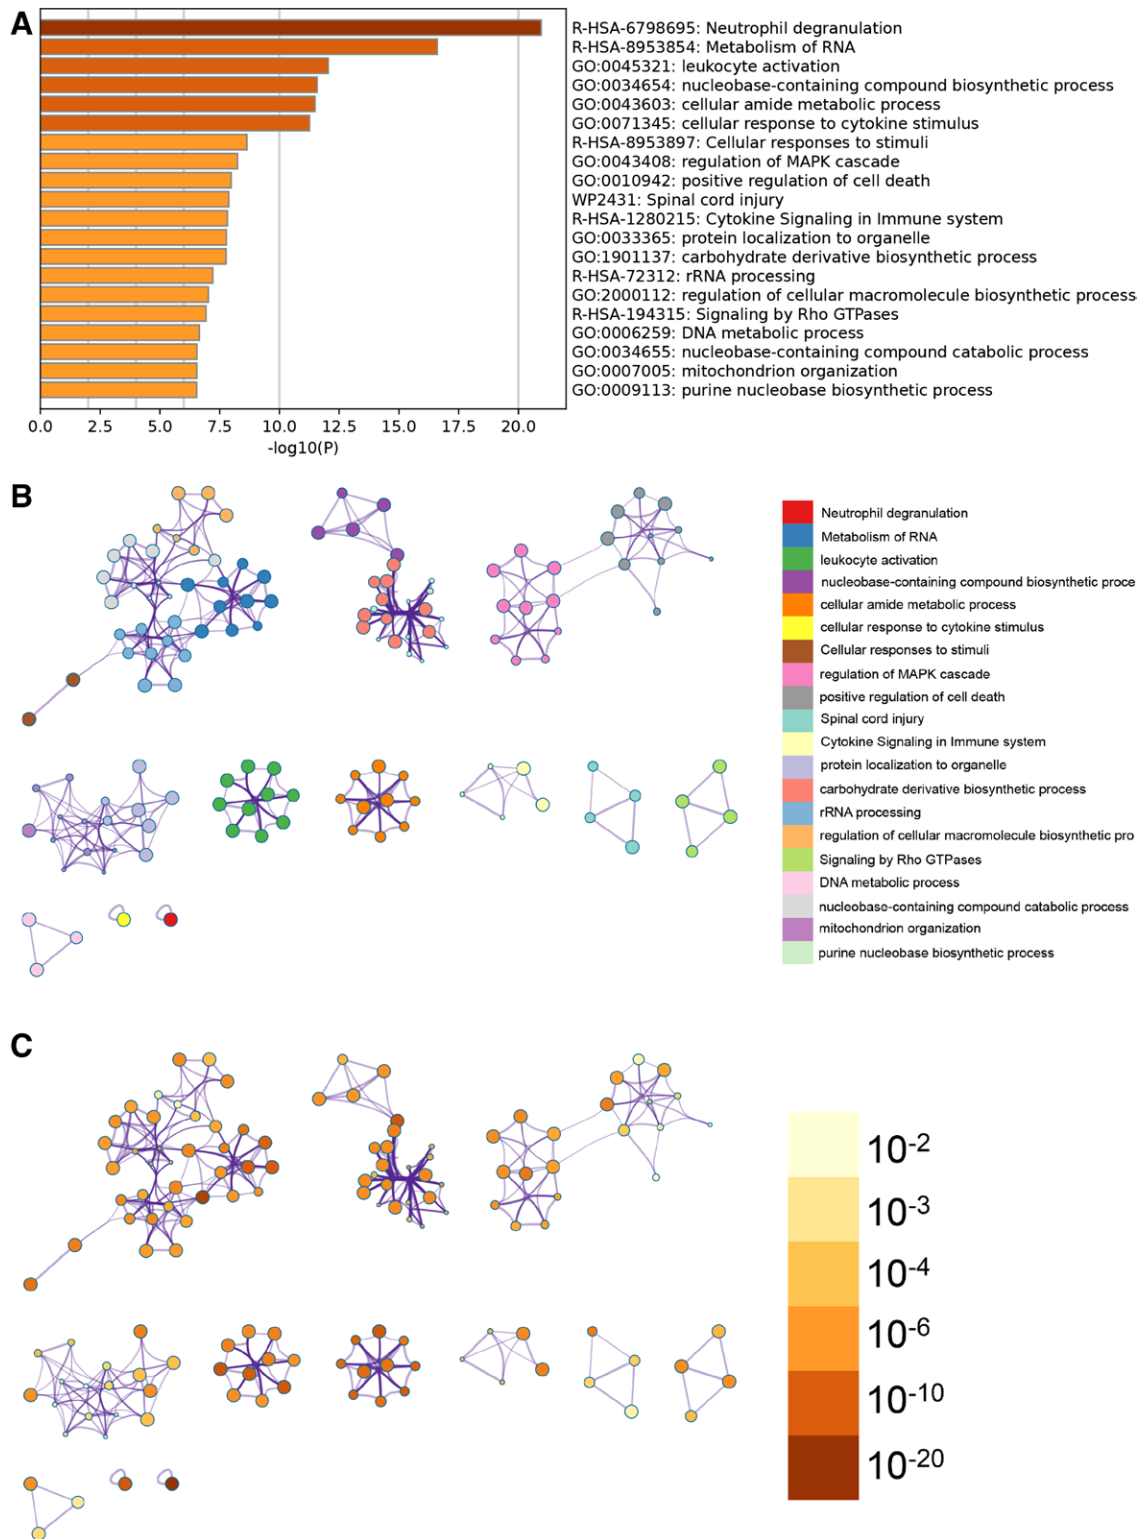 A
R-HSA-6798695: Neutrophil degranulation
R-HSA-8953854: Metabolism of RNA
GO:0045321: leukocyte activation
GO:0034654: nucleobase-containing compound biosynthetic process
GO:0043603: cellular amide metabolic process
GO:0071345: cellular response to cytokine stimulus
R-HSA-8953897: Cellular responses to stimuli
GO:0043408: regulation of MAPK cascade
GO:0010942: positive regulation of cell death
WP2431: Spinal cord injury
R-HSA-1280215: Cytokine Signaling in Immune system
GO:0033365: protein localization to organelle
GO:1901137: carbohydrate derivative biosynthetic process
R-HSA-72312: rRNA processing
GO:2000112: regulation of cellular macromolecule biosynthetic process
R-HSA-194315: Signaling by Rho GTPases
GO:0006259: DNA metabolic process
GO:0034655: nucleobase-containing compound catabolic process
GO:0007005: mitochondrion organization
GO:0009113: purine nucleobase biosynthetic process
0.0 2.5 5.0 7.5 10.0 12.5 15.0 17.5 20.0
-log10(P)
B
Neutrophil degranulation
Metabolism of RNA
leukocyte activation
nucleobase-containing compound biosynthetic proce
cellular amide metabolic process
cellular response to cytokine stimulus
Cellular responses to stimuli
regulation of MAPK cascade
positive regulation of cell death
Spinal cord injury
Cytokine Signaling in Immune system
protein localization to organelle
carbohydrate derivative biosynthetic process
rRNA processing
regulation of cellular macromolecule biosynthetic pro
Signaling by Rho GTPases
DNA metabolic process
nucleobase-containing compound catabolic process
mitochondrion organization
purine nucleobase biosynthetic process
C
10-2
10-3
10-4
10-6
10-10
10-20